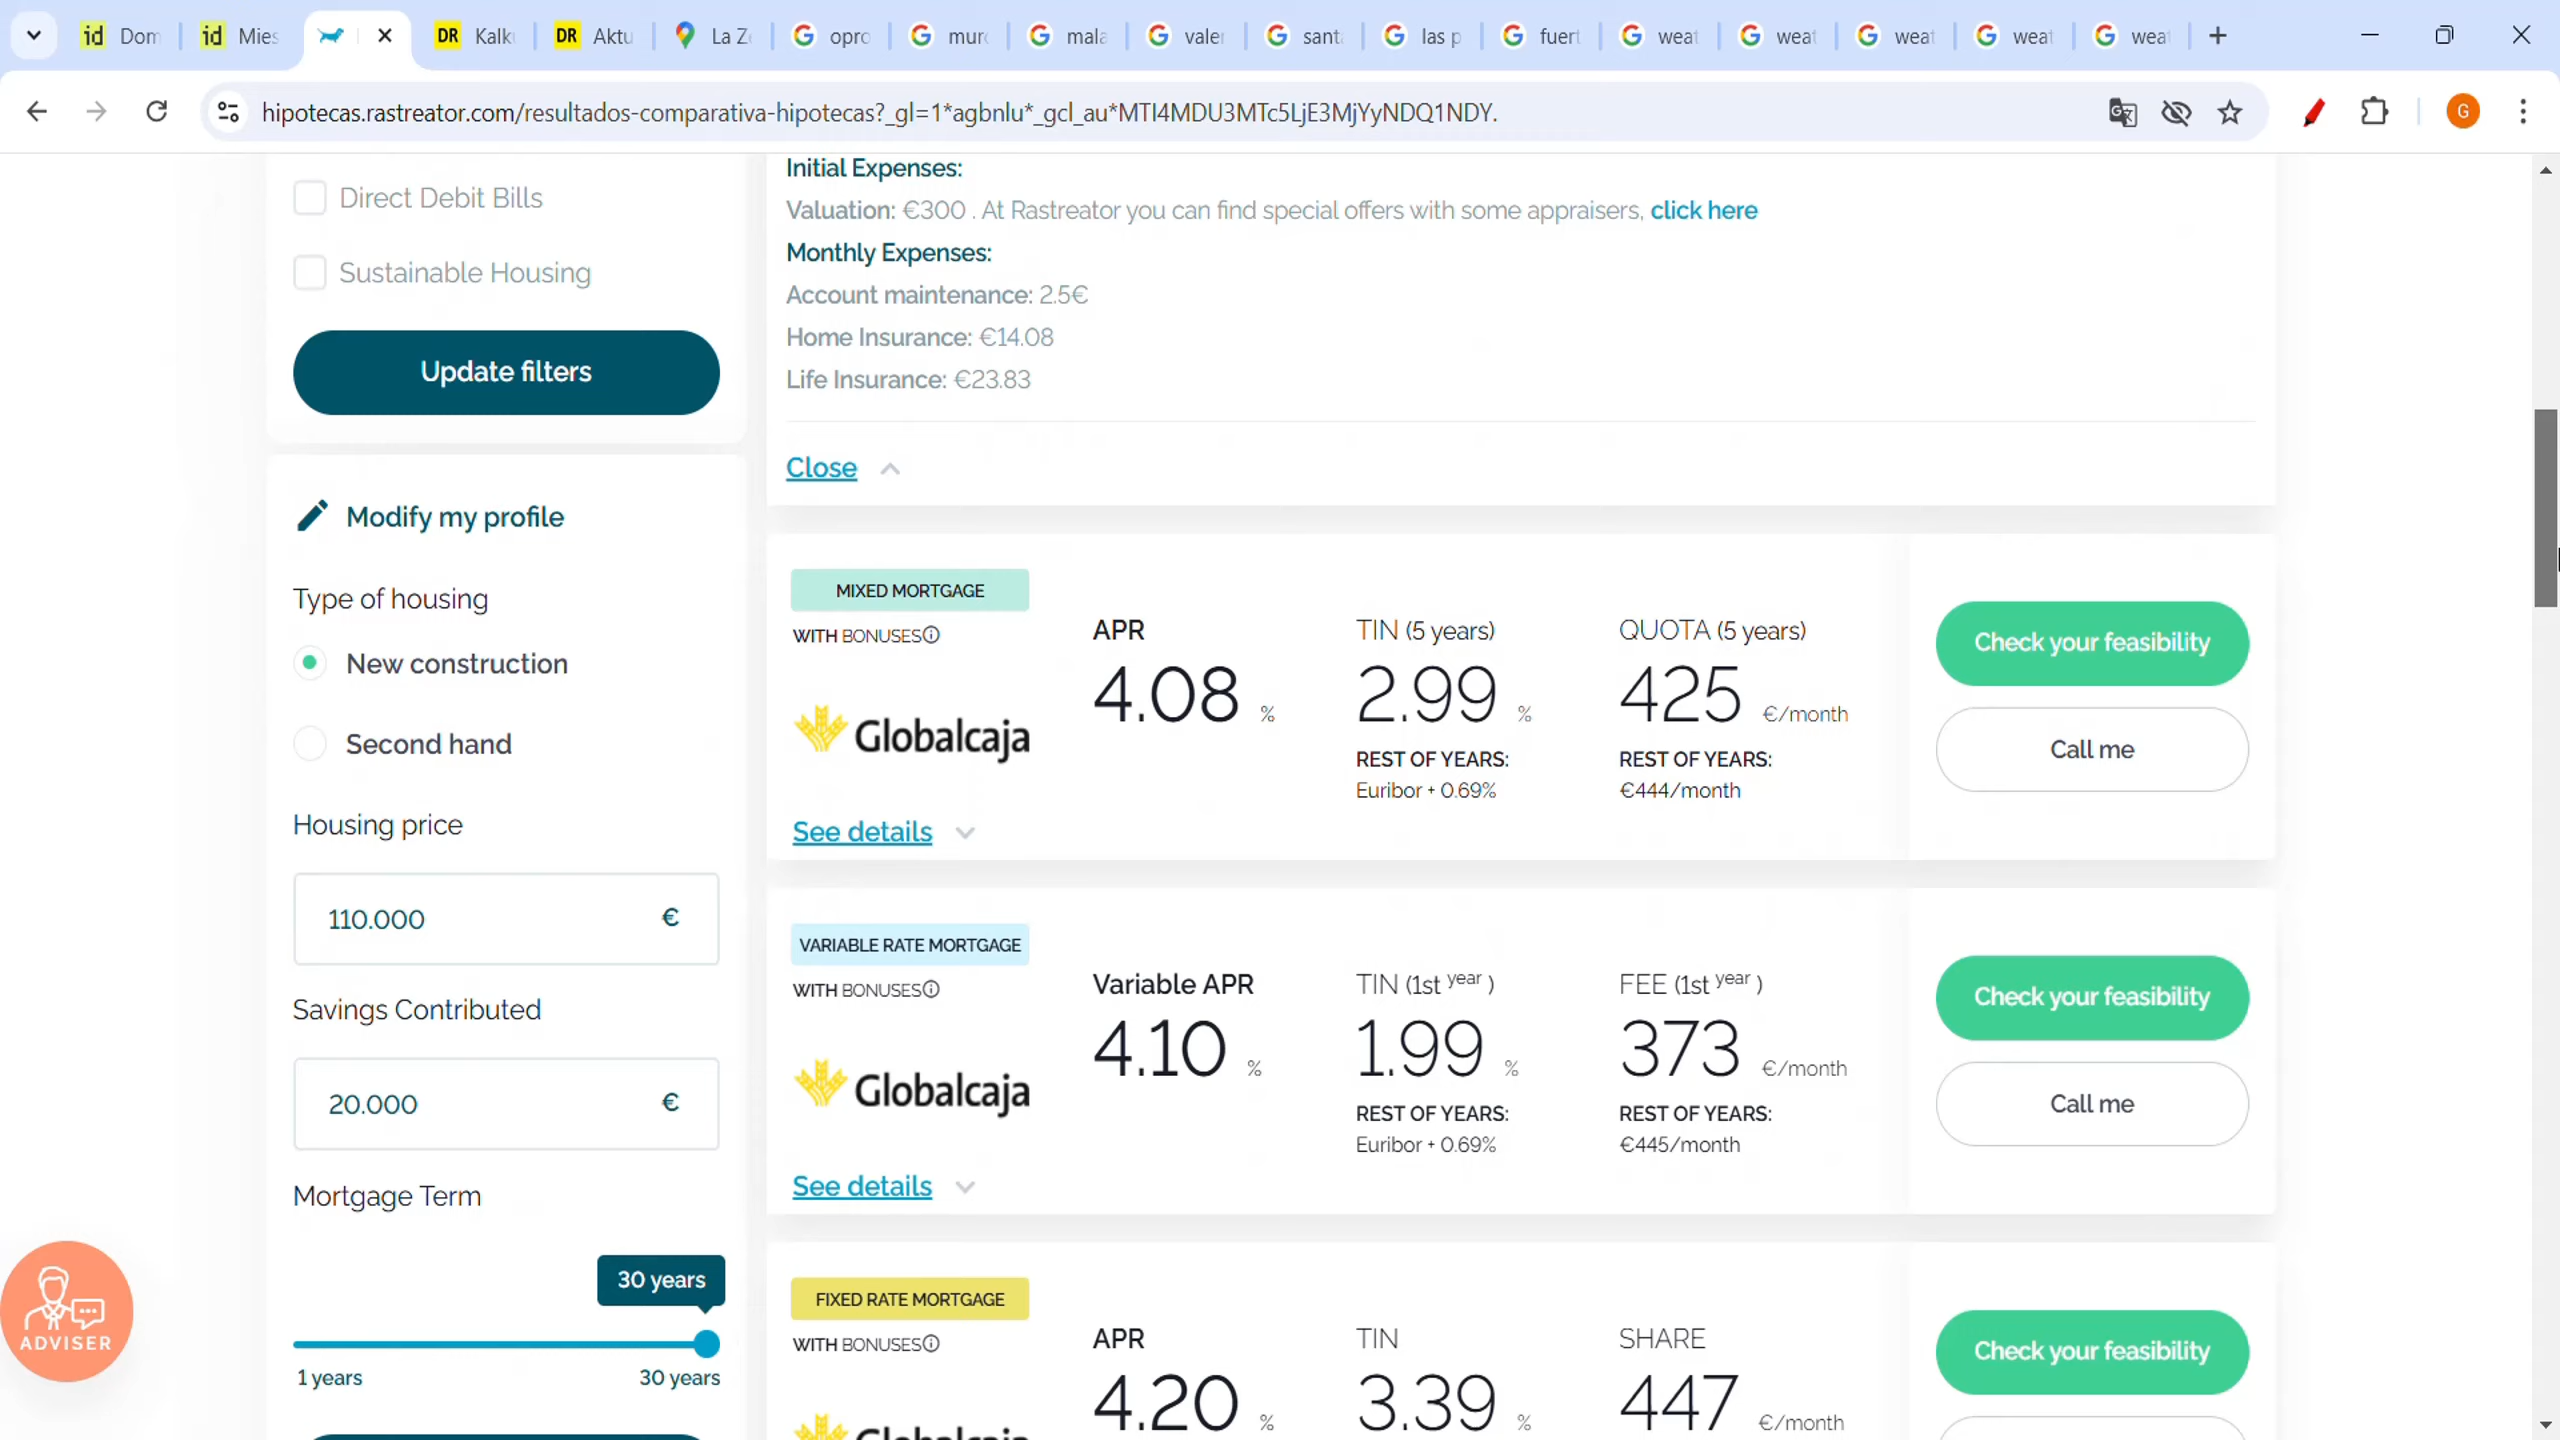 id Dom
id Mies
DR Kalk
DR Aktu
La Ze
opro
murc
mala
vale
sant
las p
fuert
weat
weat
weat
weat
weat
hipotecas.rastreator.com/resultados-comparativa-hipotecas?_gl=1*agbnlu*_gcl_au*MTI4MDU3MTc5LjE3MjYyNDQ1NDY.
G
Direct Debit Bills
Sustainable Housing
Update filters
Modify my profile
Type of housing
New construction
Second hand
Housing price
110.000 €
Savings Contributed
20.000 €
Mortgage Term
30 years
1 years 30 years
ADVISER
Initial Expenses:
Valuation: €300 . At Rastreator you can find special offers with some appraisers, click here
Monthly Expenses:
Account maintenance: 2.5€
Home Insurance: €14.08
Life Insurance: €23.83
Close
MIXED MORTGAGE
WITH BONUSES
Globalcaja
See details
APR
4.08 %
TIN (5 years)
2.99 %
REST OF YEARS:
Euribor + 0.69%
QUOTA (5 years)
425 €/month
REST OF YEARS:
€444/month
Check your feasibility
Call me
VARIABLE RATE MORTGAGE
WITH BONUSES
Globalcaja
See details
Variable APR
4.10 %
TIN (1st year )
1.99 %
REST OF YEARS:
Euribor + 0.69%
FEE (1st year )
373 €/month
REST OF YEARS:
€445/month
Check your feasibility
Call me
FIXED RATE MORTGAGE
WITH BONUSES
Globalcaja
APR
4.20 %
TIN
3.39 %
SHARE
447 €/month
Check your feasibility